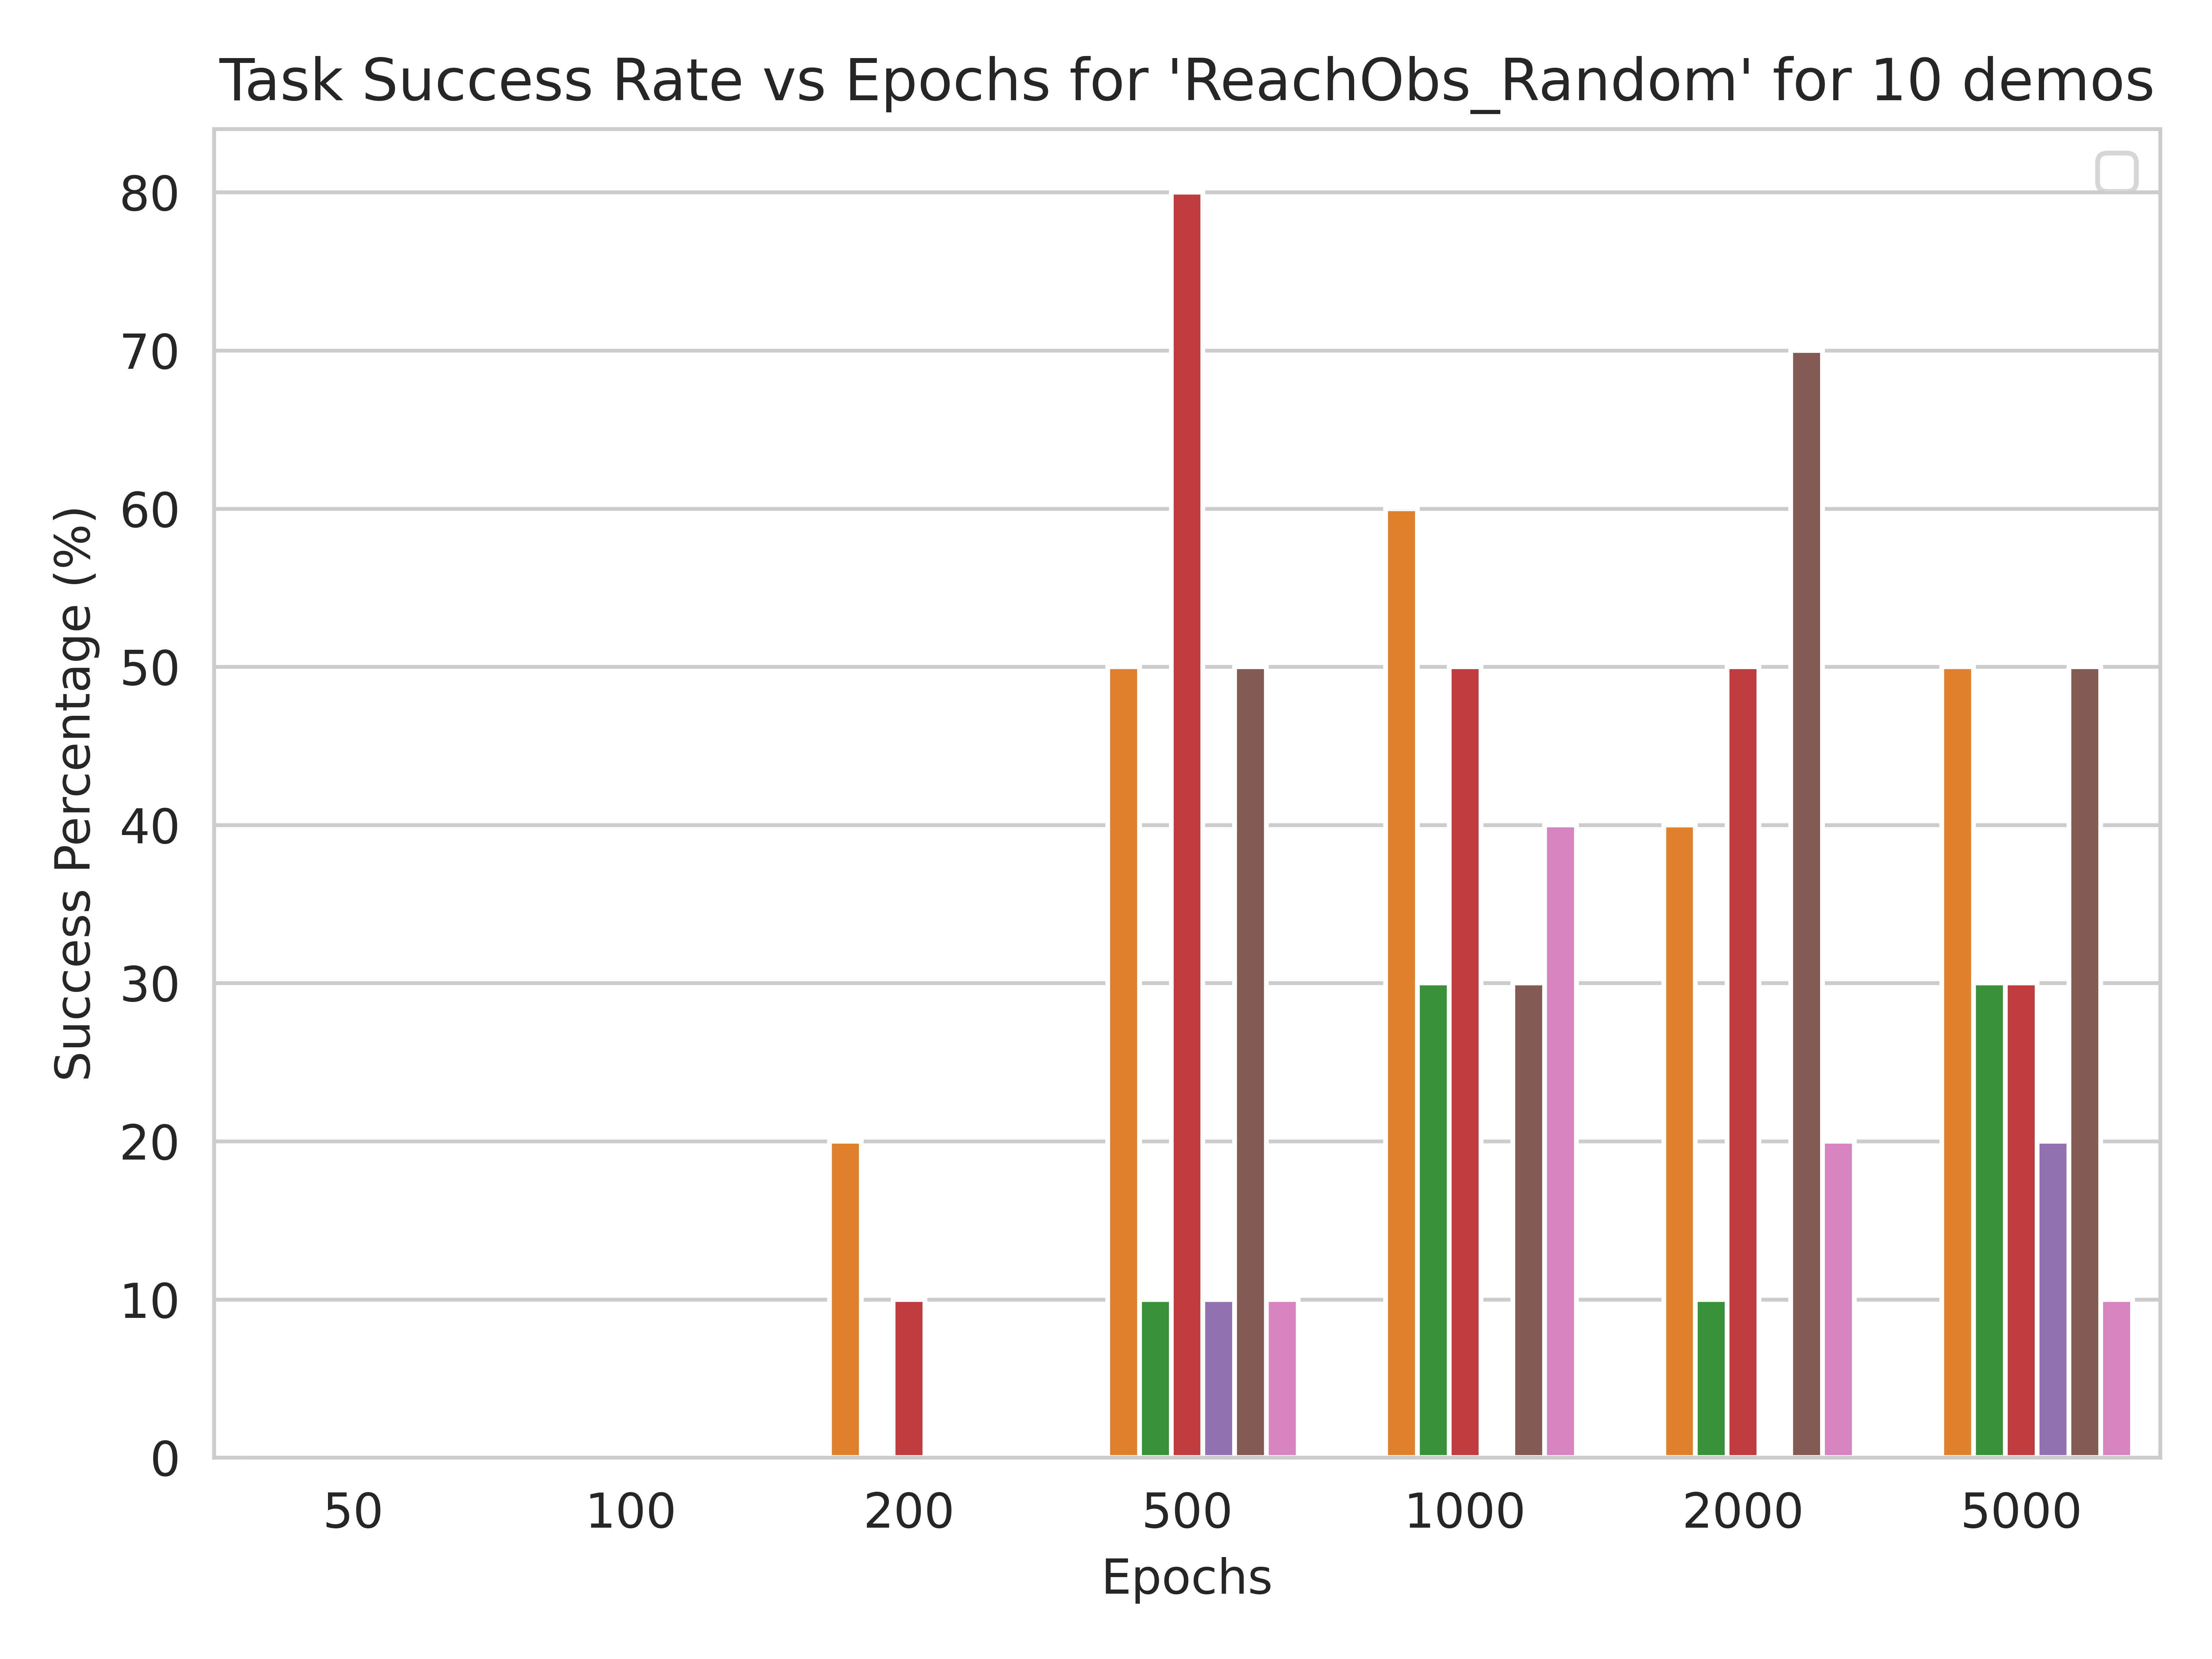 Task Success Rate vs Epochs for 'ReachObs_Random' for 10 demos
80
70
60
50
40
30
20
10
0
Success Percentage (%)
50 100 200 500 1000 2000 5000
Epochs